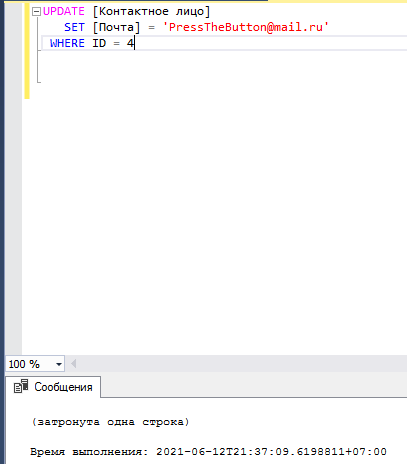 UPDATE [Контактное лицо]
SET [Почта] = 'PressTheButton@mail.ru'
WHERE ID = 4
100 %
Сообщения
(затронута одна строка)
Время выполнения: 2021-06-12T21:37:09.6198811+07:00